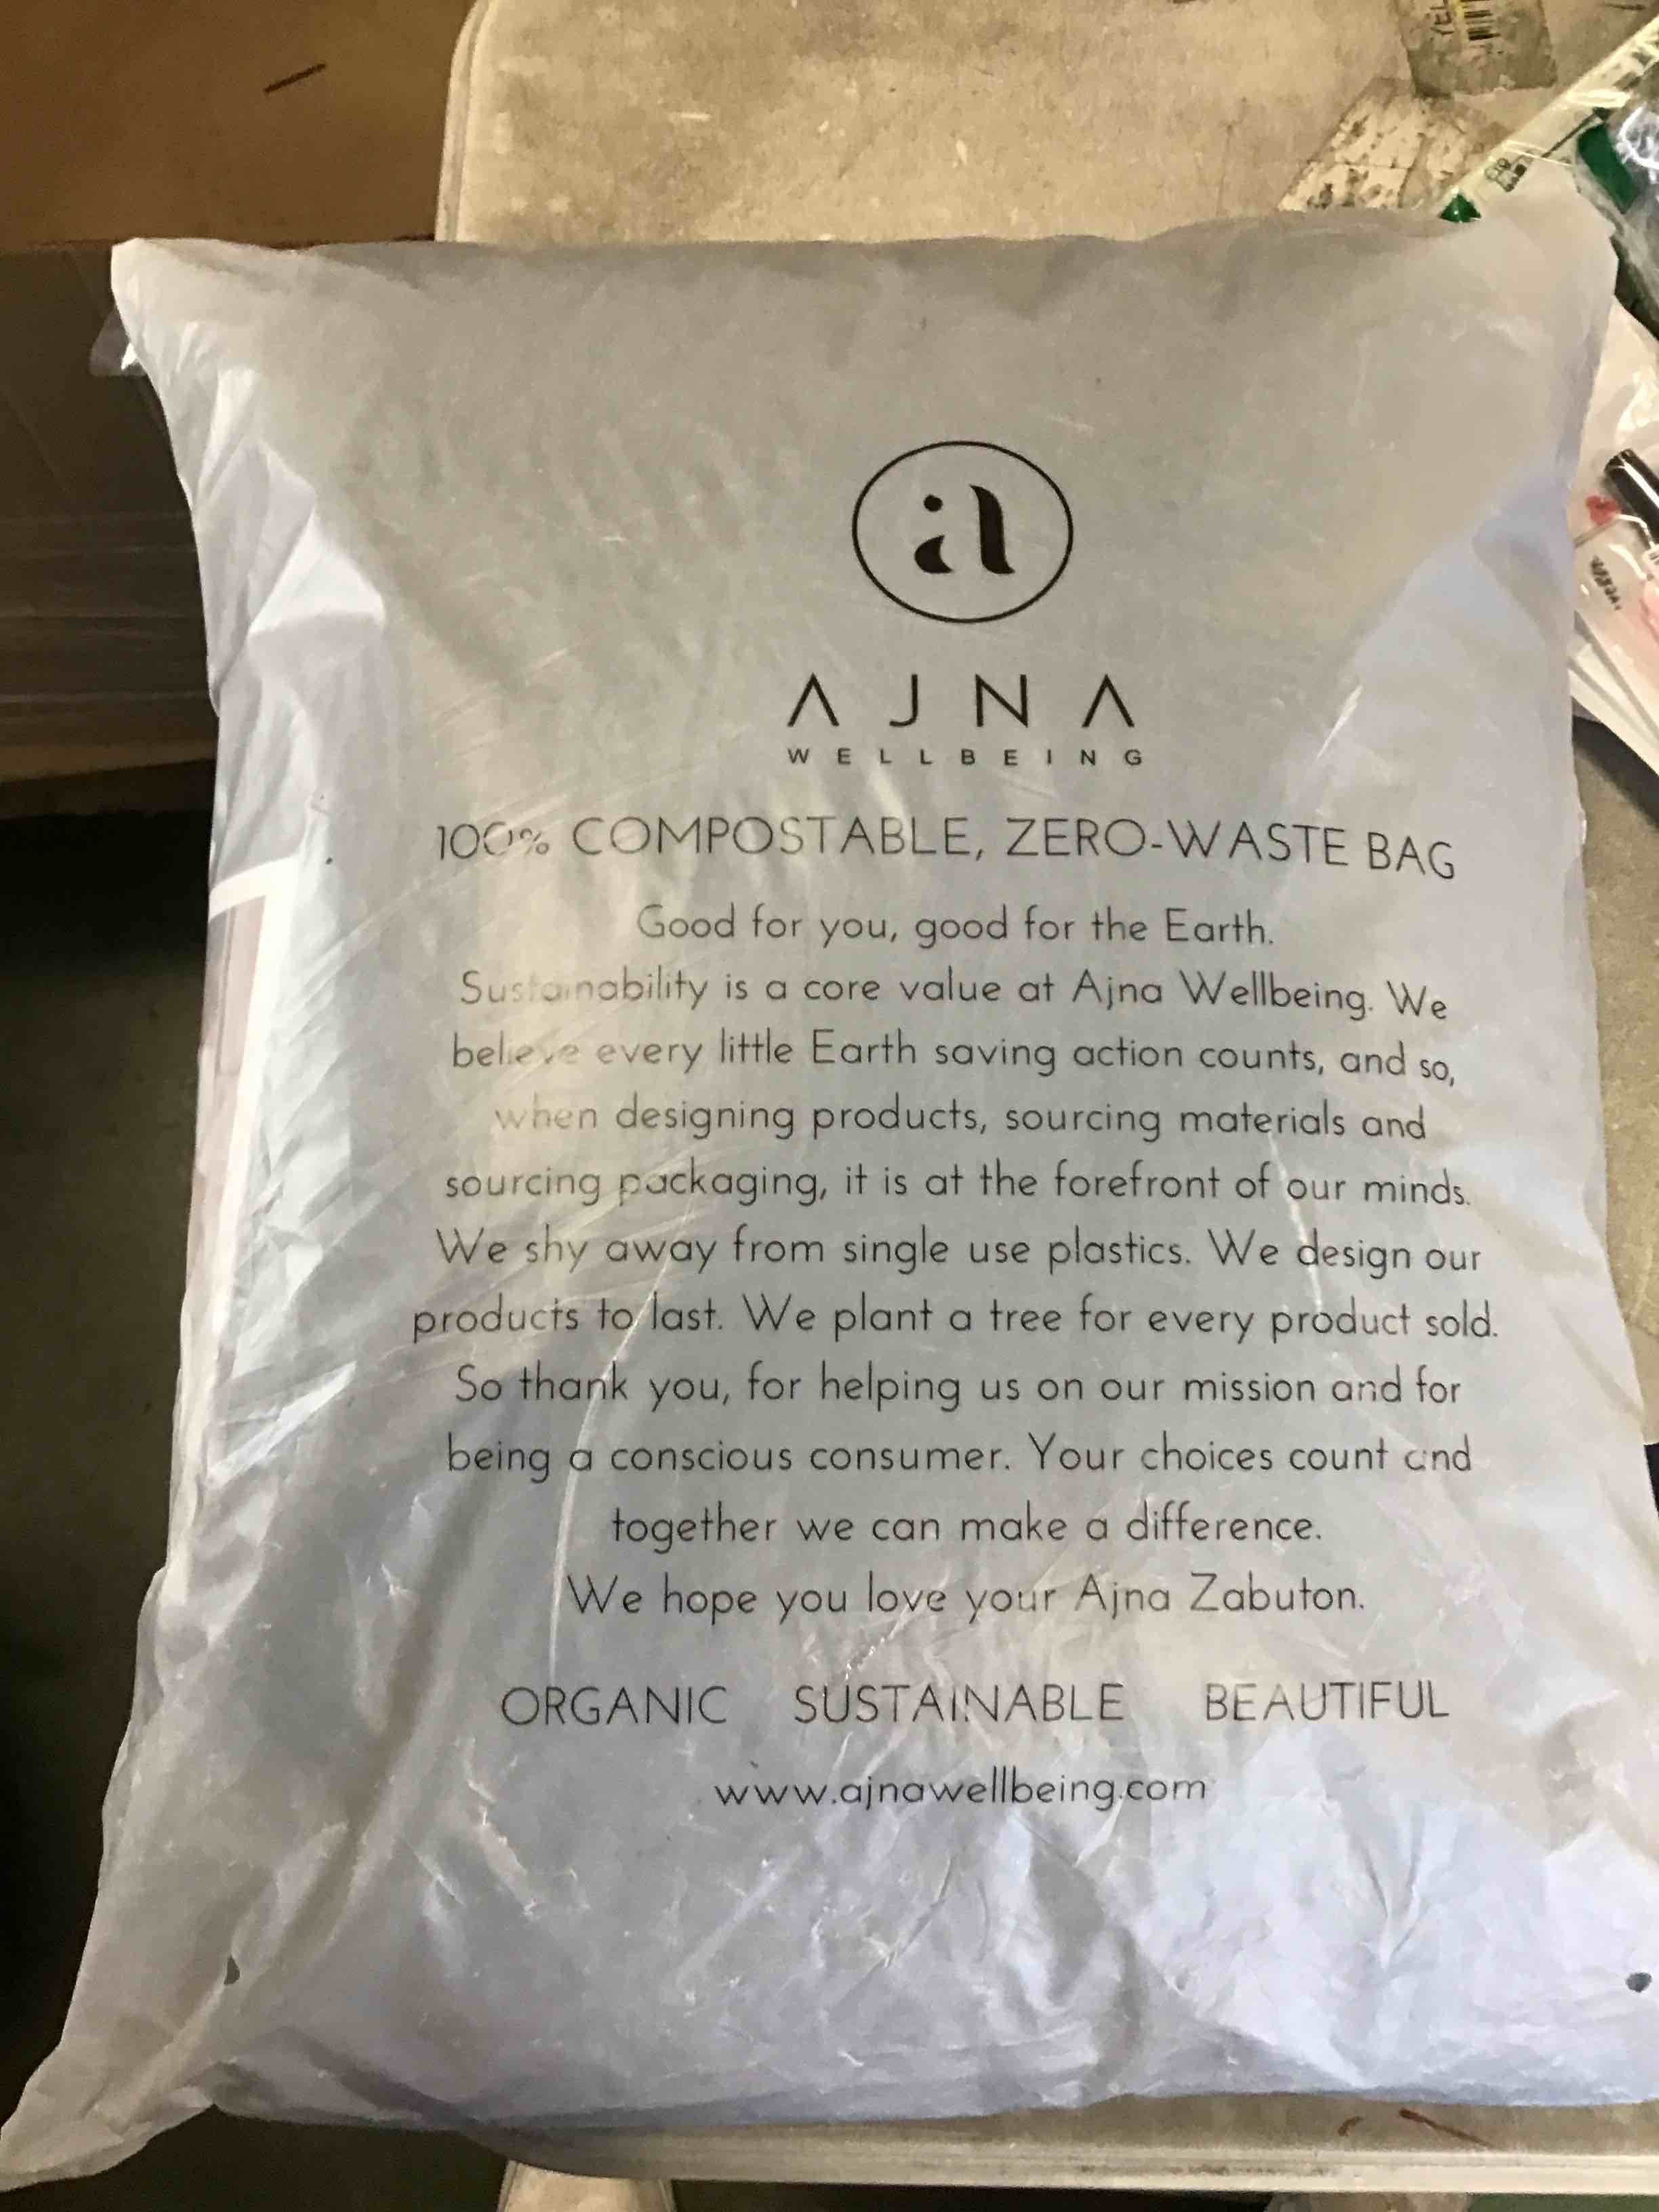 a
AJNA
WELLBEING
100% COMPOSTABLE, ZERO-WASTE BAG
Good for you, good for the Earth.
Sustainability is a core value at Ajna Wellbeing. We
believe every little Earth saving action counts, and so,
when designing products, sourcing materials and
sourcing packaging, it is at the forefront of our minds.
We shy away from single use plastics. We design our
products to last. We plant a tree for every product sold.
So thank you, for helping us on our mission and for
being a conscious consumer. Your choices count and
together we can make a difference.
We hope you love your Ajna Zabuton.
ORGANIC SUSTAINABLE BEAUTIFUL
www.ajnawellbeing.com